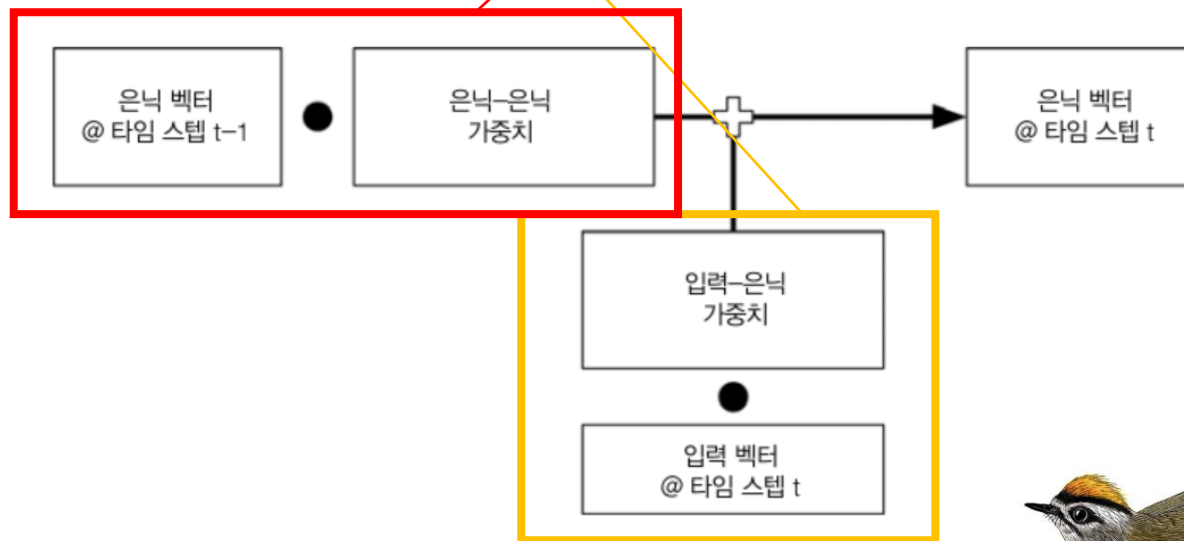 은닉 벡터
@ 타임 스텝 t–1
은닉–은닉
가중치
은닉 벡터
@ 타임 스텝 t
입력–은닉
가중치
입력 벡터
@ 타임 스텝 t